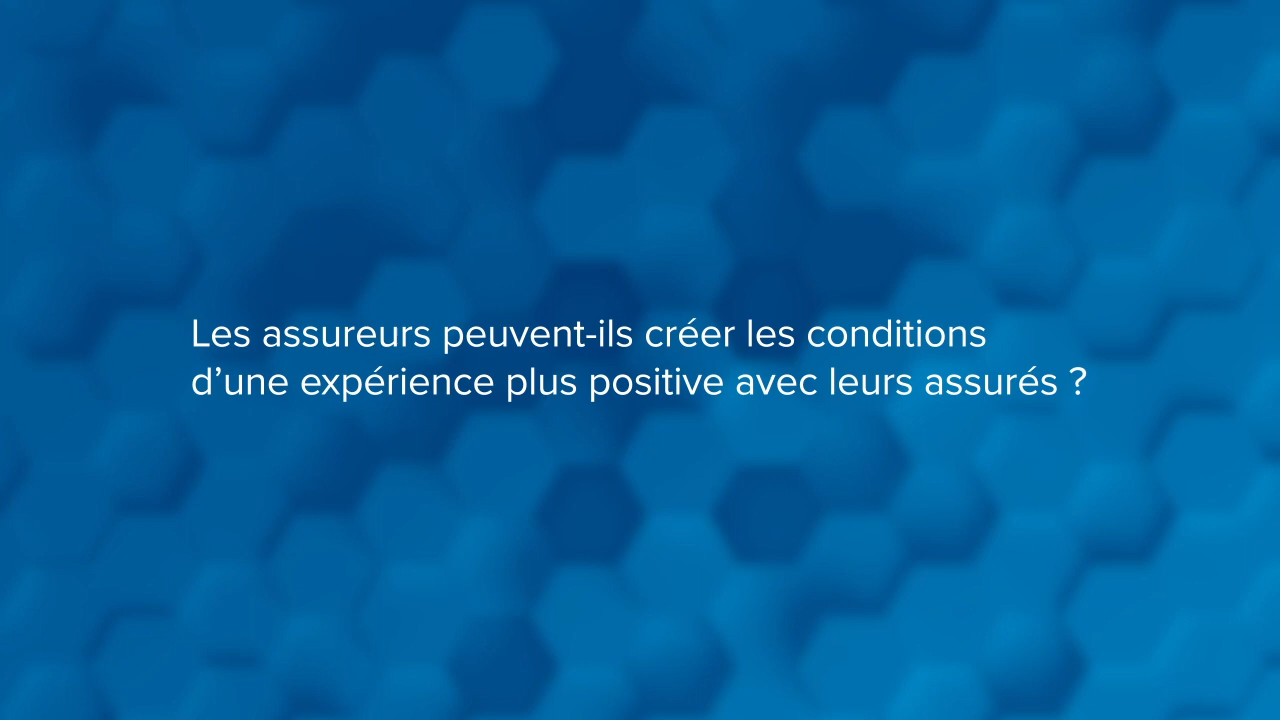 Les assureurs peuvent-ils créer les conditions
d’une expérience plus positive avec leurs assurés ?